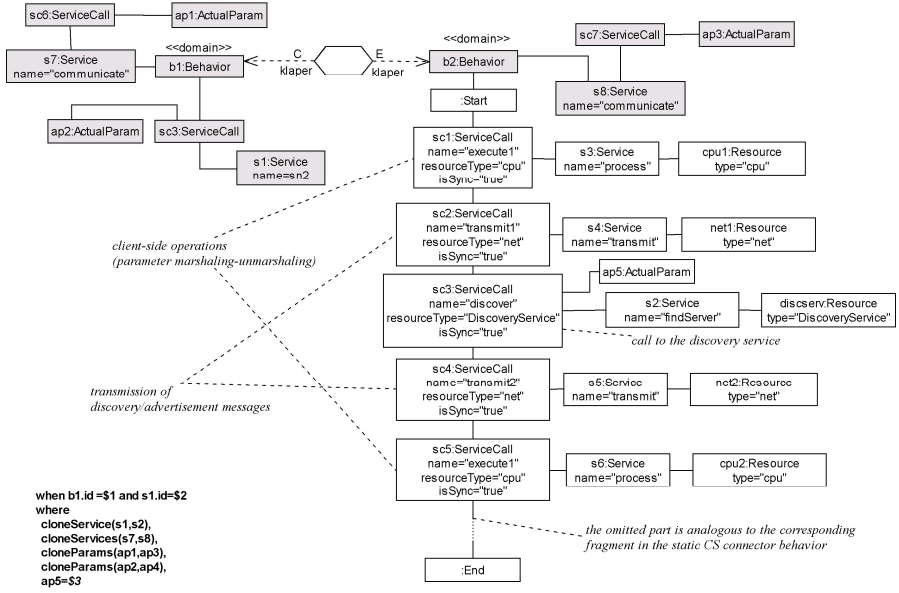 sc6:ServiceCall
ap1:ActualParam
s7:Service
name="communicate"
<<domain>>
b1:Behavior
C
klaper
E
klaper
<<domain>>
b2:Behavior
sc7:ServiceCall
ap3:ActualParam
s8:Service
name="communicate"
ap2:ActualParam
sc3:ServiceCall
s1:Service
name=sn2
:Start
sc1:ServiceCall
name="execute1"
resourceType="cpu"
isSync="true"
s3:Service
name="process"
cpu1:Resource
type="cpu"
client-side operations
(parameter marshaling-unmarshaling)
sc2:ServiceCall
name="transmit1"
resourceType="net"
isSync="true"
s4:Service
name="transmit"
net1:Resource
type="net"
sc3:ServiceCall
name="discover"
resourceType="DiscoveryService"
isSync="true"
ap5:ActualParam
s2:Service
name="findServer"
discserv:Resource
type="DiscoveryService"
call to the discovery service
transmission of
discovery/advertisement messages
sc4:ServiceCall
name="transmit2"
resourceType="net"
isSync="true"
s5:Service
name="transmit"
net2:Resource
type="net"
sc5:ServiceCall
name="execute1"
resourceType="cpu"
isSync="true"
s6:Service
name="process"
cpu2:Resource
type="cpu"
when b1.id =$1 and s1.id=$2
where
cloneService(s1,s2),
cloneServices(s7,s8),
cloneParams(ap1,ap3),
cloneParams(ap2,ap4),
ap5=$3
the omitted part is analogous to the corresponding
fragment in the static CS connector behavior
:End